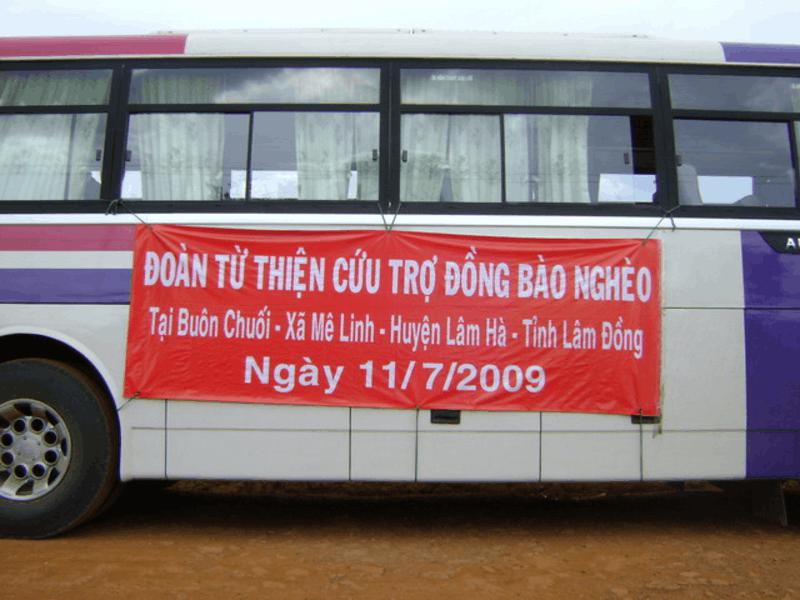 ĐOÀN TỪ THIỆN CỨU TRỢ ĐỒNG BÀO NGHÈO
Tại Buôn Chuối - Xã Mê Linh - Huyện Lâm Hà - Tỉnh Lâm Đồng
Ngày 11/7/2009